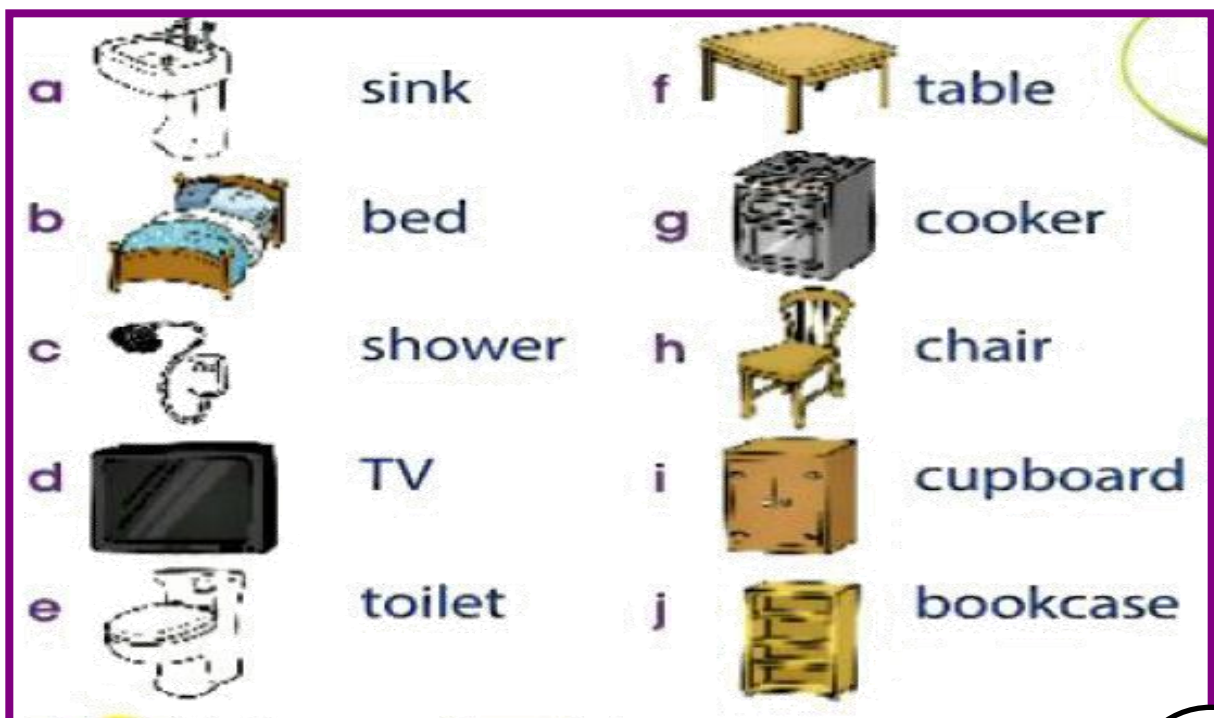 a sink
b bed
c shower
d TV
e toilet
f table
g cooker
h chair
i cupboard
j bookcase